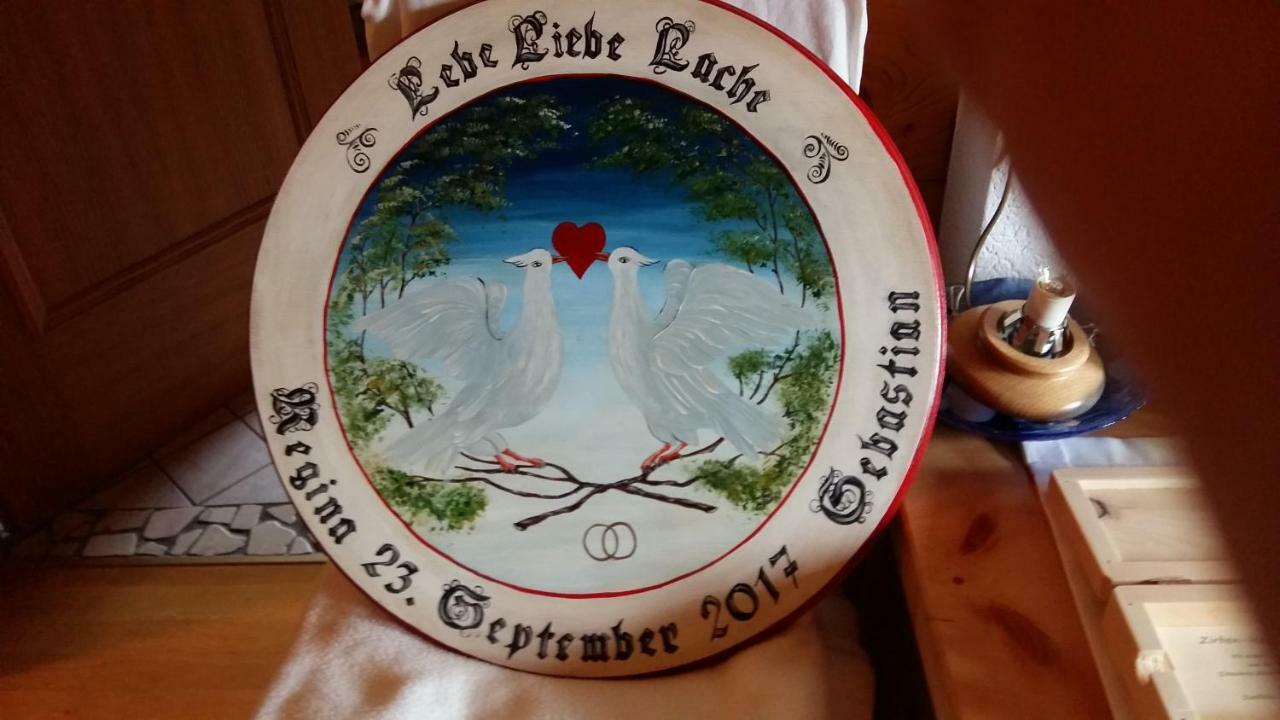 Lebe Liebe Lache
Regina 23. September 2017 Sebastian